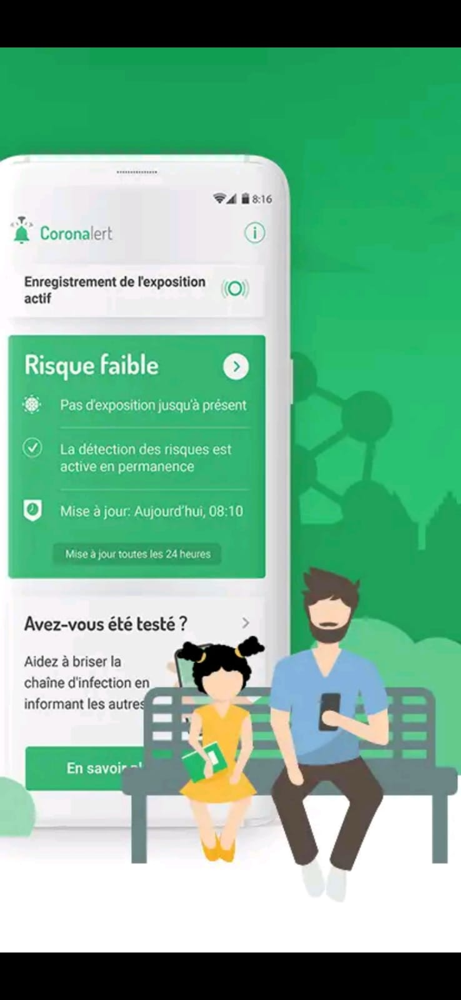 8:16
Coronalert
Enregistrement de l'exposition
actif
Risque faible
Pas d'exposition jusqu'à présent
La détection des risques est
active en permanence
Mise à jour: Aujourd'hui, 08:10
Mise à jour toutes les 24 heures
Avez-vous été testé ?
Aidez à briser la
chaîne d'infection en
informant les autres
En savoir